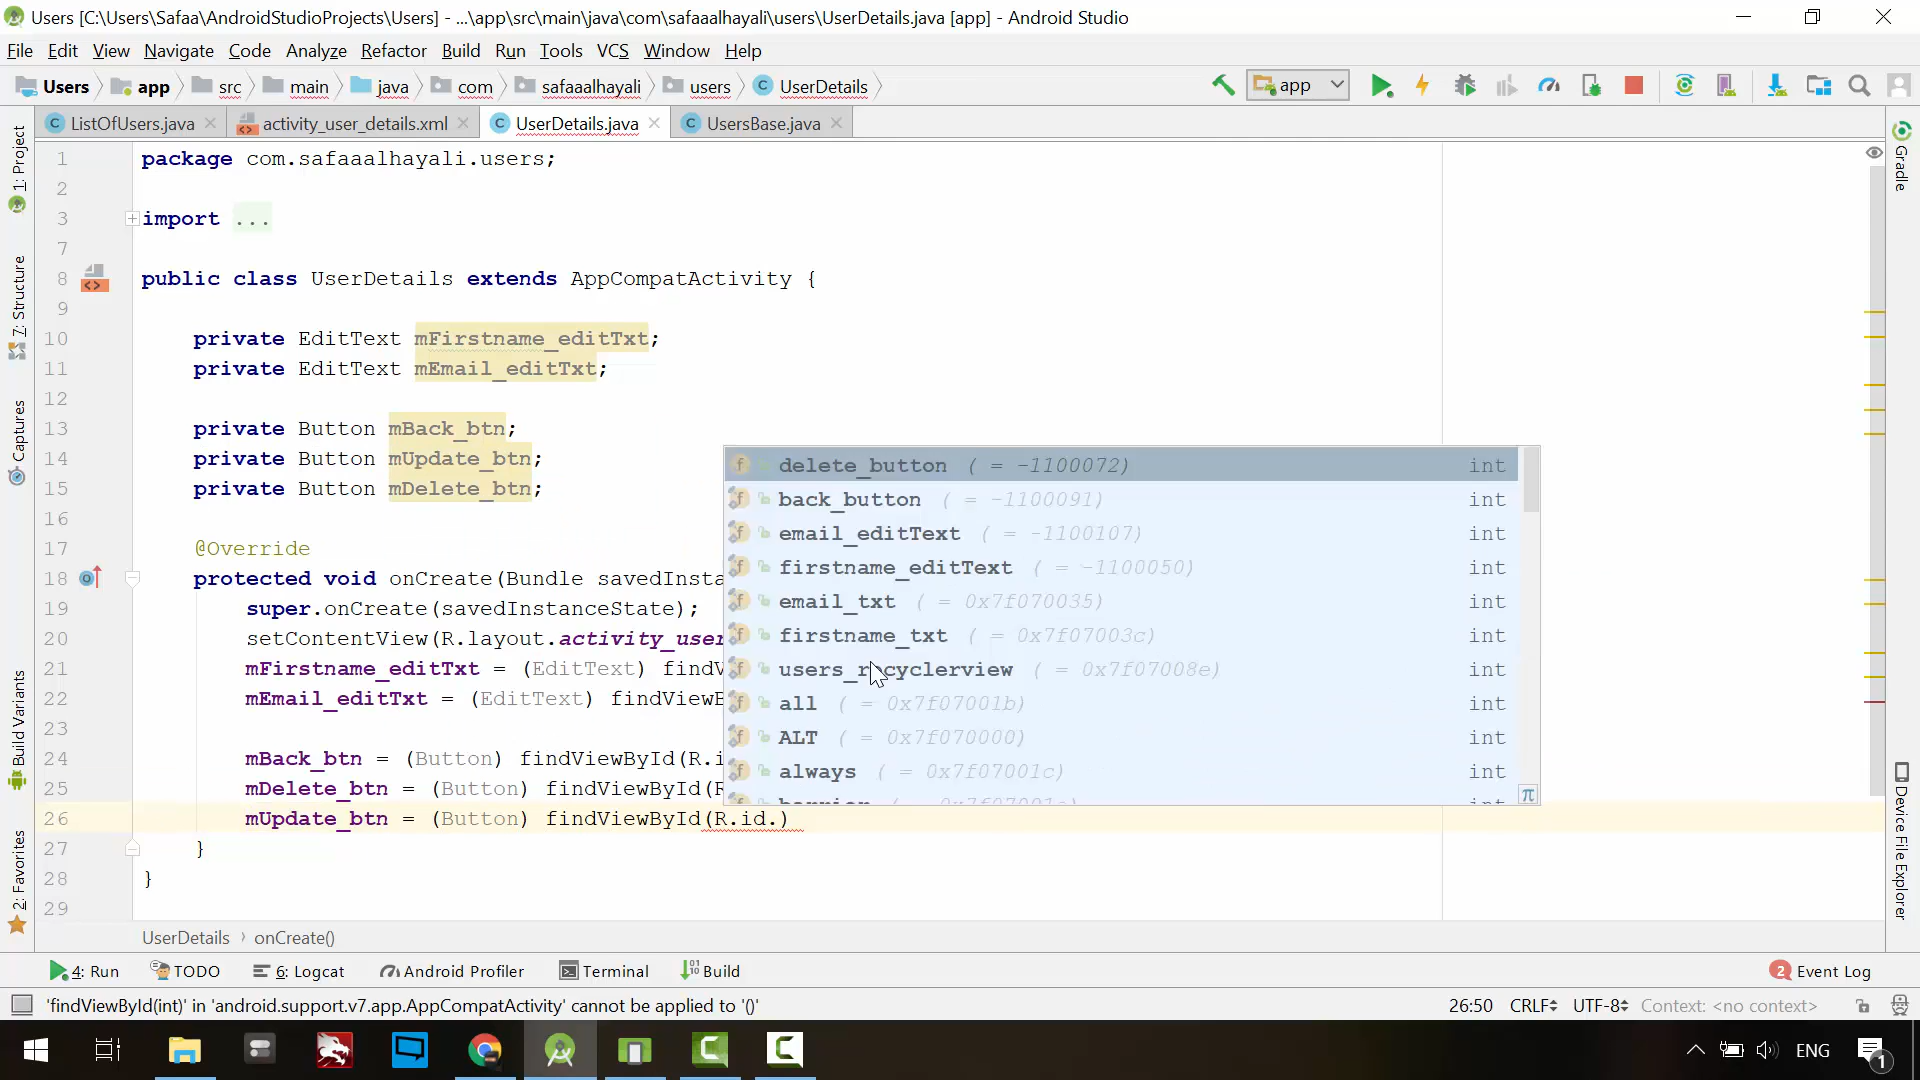 Users [C:\Users\Safaa\AndroidStudioProjects\Users] - ...\app\src\main\java\com\safaaalhayali\users\UserDetails.java [app] - Android Studio
File Edit View Navigate Code Analyze Refactor Build Run Tools VCS Window Help
Users app src main java com safaaalhayali users UserDetails app
ListOfUsers.java activity_user_details.xml UserDetails.java UsersBase.java
1: Project
7: Structure
Captures
Build Variants
2: Favorites
Gradle
Device File Explorer
1 package com.safaaalhayali.users;
2
3 import ...
7
8 public class UserDetails extends AppCompatActivity {
9
10 private EditText mFirstname_editTxt;
11 private EditText mEmail_editTxt;
12
13 private Button mBack_btn;
14 private Button mUpdate_btn;
15 private Button mDelete_btn;
16
17 @Override
18 protected void onCreate(Bundle savedInsta
19 super.onCreate(savedInstanceState);
20 setContentView(R.layout.activity_user
21 mFirstname_editTxt = (EditText) findV
22 mEmail_editTxt = (EditText) findViewB
23
24 mBack_btn = (Button) findViewById(R.i
25 mDelete_btn = (Button) findViewById(R
26 mUpdate_btn = (Button) findViewById(R.id.)
27 }
28 }
29
delete_button ( = -1100072) int
back_button ( = -1100091) int
email_editText ( = -1100107) int
firstname_editText ( = -1100050) int
email_txt ( = 0x7f070035) int
firstname_txt ( = 0x7f07003c) int
users_recyclerview ( = 0x7f07008e) int
all ( = 0x7f07001b) int
ALT ( = 0x7f070000) int
always ( = 0x7f07001c) int
π
UserDetails › onCreate()
4: Run TODO 6: Logcat Android Profiler Terminal Build 2 Event Log
'findViewById(int)' in 'android.support.v7.app.AppCompatActivity' cannot be applied to '()' 26:50 CRLF UTF-8 Context: <no context>
ENG 1